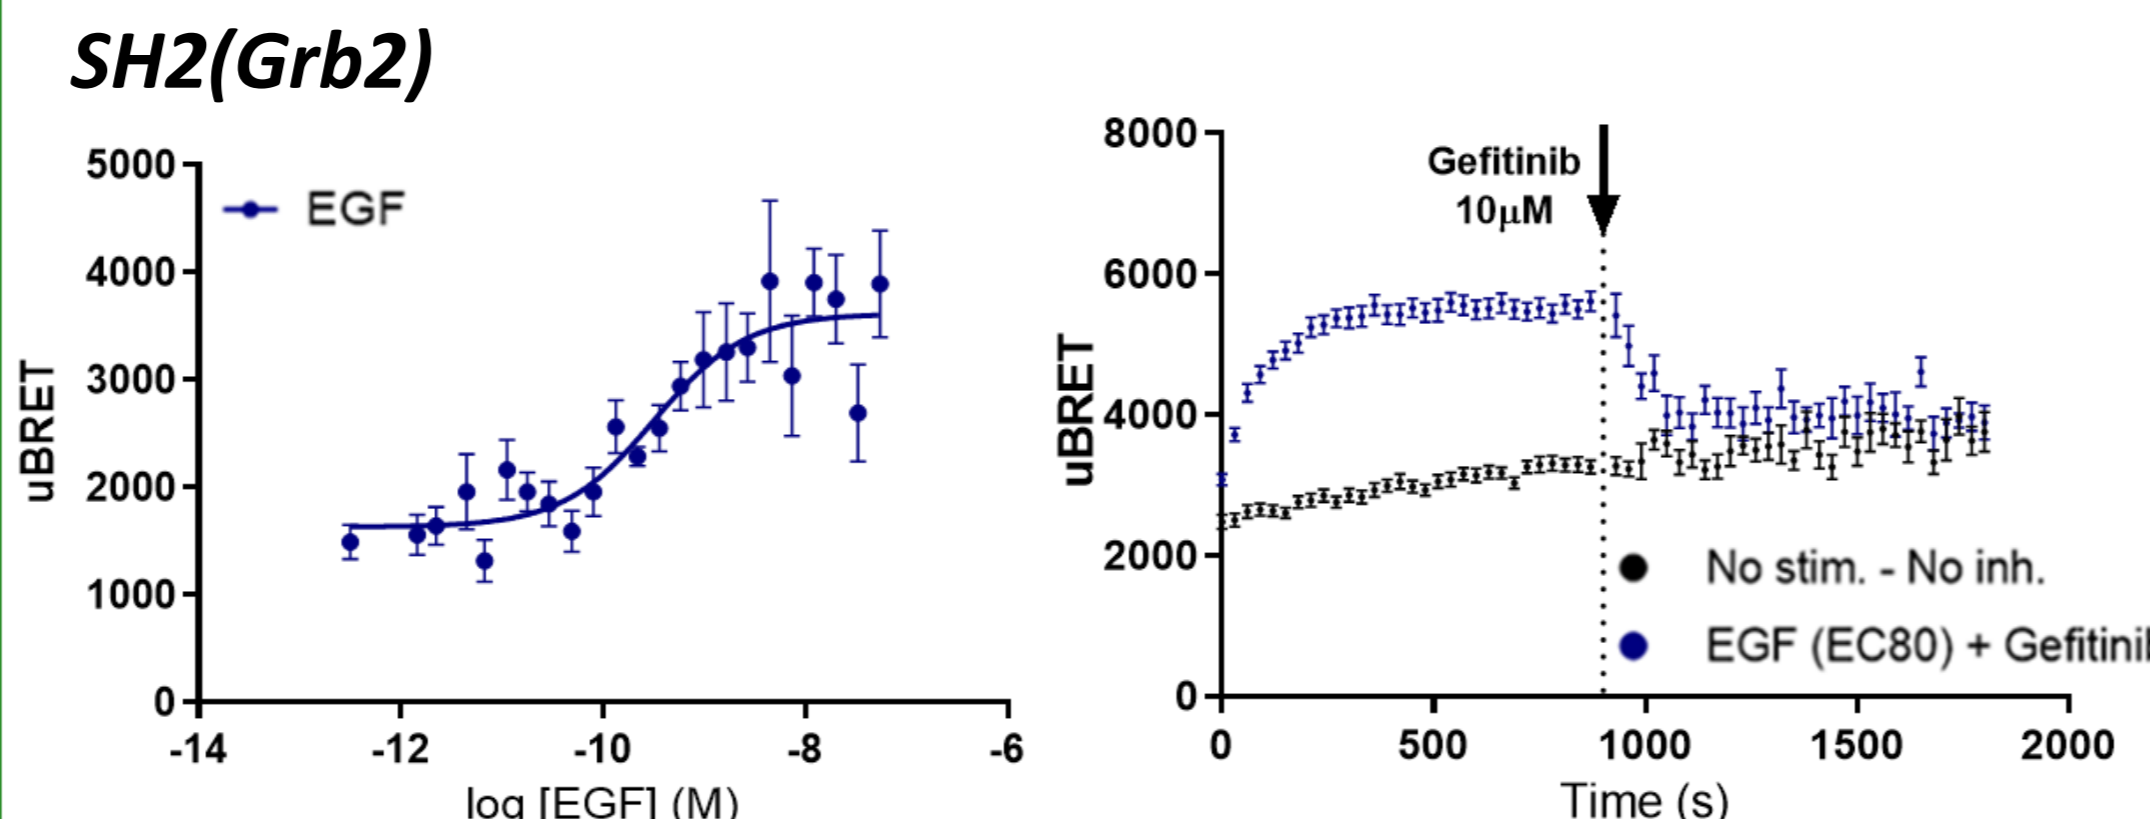 SH2(Grb2)
5000
4000
3000
2000
1000
0
-14 -12 -10 -8 -6
uBRET
log [EGF] (M)
EGF
8000
6000
4000
2000
0
0 500 1000 1500 2000
uBRET
Time (s)
Gefitinib
10μM
No stim. - No inh.
EGF (EC80) + Gefitini